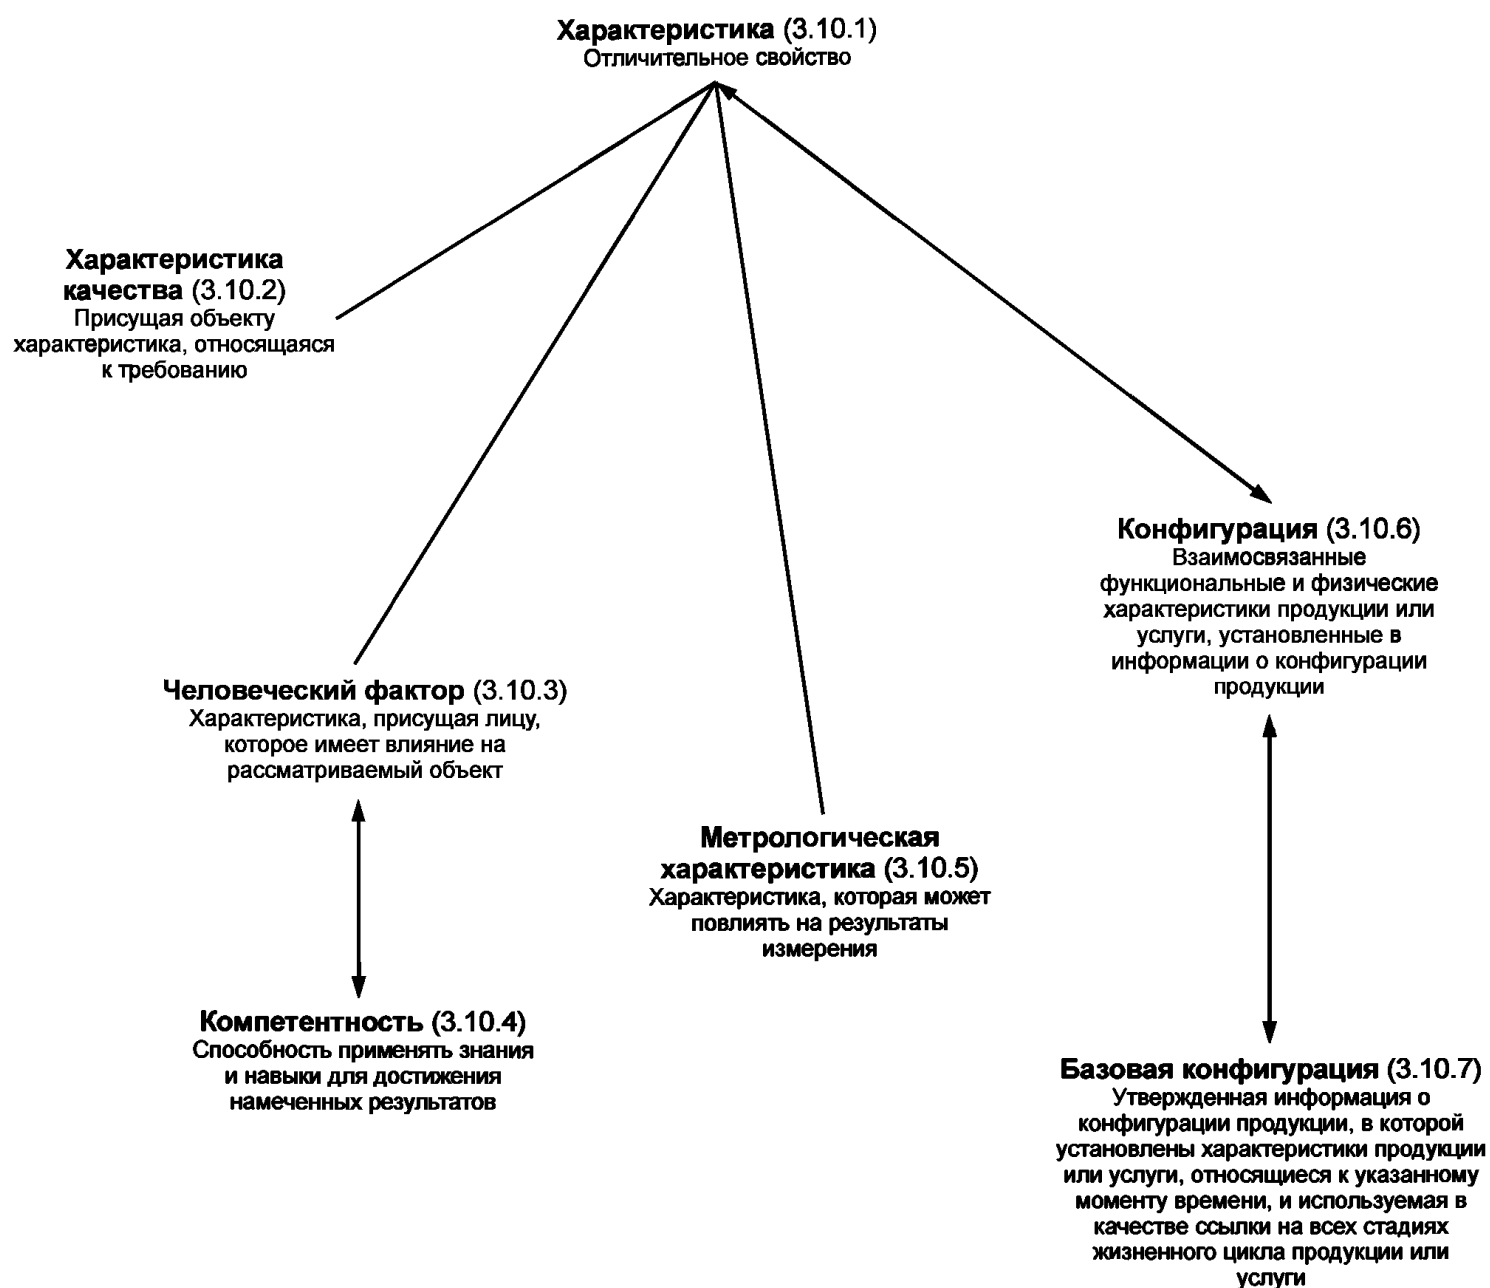 Характеристика (3.10.1)
Отличительное свойство
Характеристика
качества (3.10.2)
Присущая объекту
характеристика, относящаяся
к требованию
Конфигурация (3.10.6)
Взаимосвязанные
функциональные и физические
характеристики продукции или
услуги, установленные в
информации о конфигурации
продукции
Человеческий фактор (3.10.3)
Характеристика, присущая лицу,
которое имеет влияние на
рассматриваемый объект
Метрологическая
характеристика (3.10.5)
Характеристика, которая может
повлиять на результаты
измерения
Компетентность (3.10.4)
Способность применять знания
и навыки для достижения
намеченных результатов
Базовая конфигурация (3.10.7)
Утвержденная информация о
конфигурации продукции, в которой
установлены характеристики продукции
или услуги, относящиеся к указанному
моменту времени, и используемая в
качестве ссылки на всех стадиях
жизненного цикла продукции или
услуги